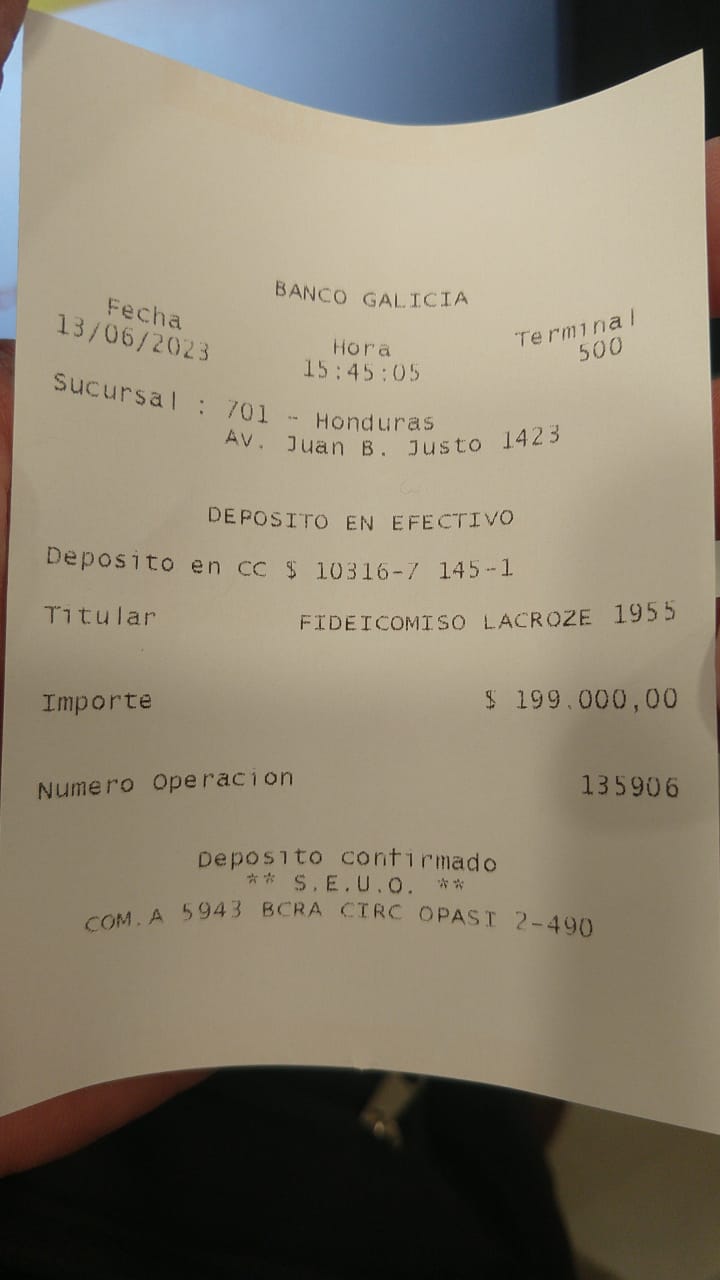 BANCO GALICIA
Fecha Hora Terminal
13/06/2023 15:45:05 500
Sucursal : 701 - Honduras
Av. Juan B. Justo 1423
DEPOSITO EN EFECTIVO
Deposito en CC $ 10316-7 145-1
Titular FIDEICOMISO LACROZE 1955
Importe $ 199.000,00
Numero Operacion 135906
Deposito confirmado
** S.E.U.O. **
COM.A 5943 BCRA CIRC OPASI 2-490